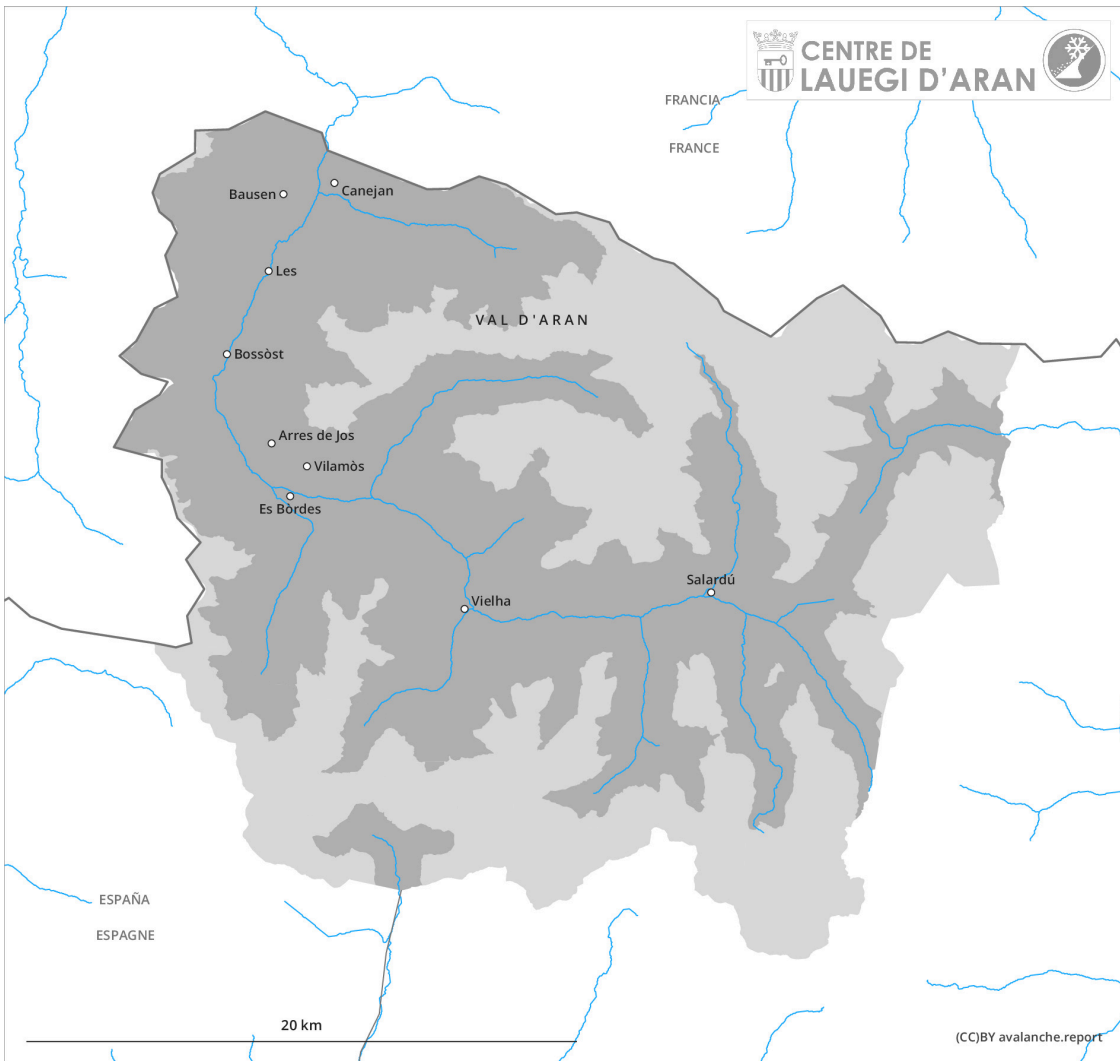 CENTRE DE
LAUEGI D'ARAN
FRANCIA
FRANCE
Bausen
Canejan
Les
VAL D'ARAN
Bossòst
Arres de Jos
Vilamòs
Es Bòrdes
Salardú
Vielha
ESPAÑA
ESPAGNE
20 km
(CC)BY avalanche.report